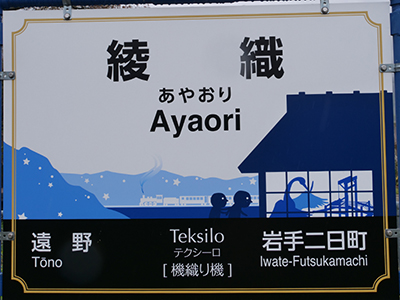 綾織
あやおり
Ayaori
遠野
Tōno
Teksilo
テクシーロ
[機織り機]
岩手二日町
Iwate-Futsukamachi